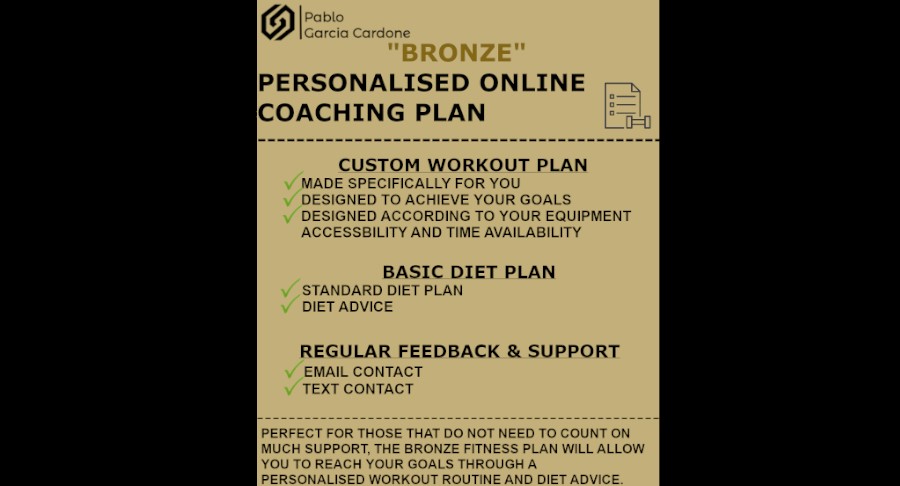 Pablo
Garcia Cardone
"BRONZE"
PERSONALISED ONLINE
COACHING PLAN
CUSTOM WORKOUT PLAN
MADE SPECIFICALLY FOR YOU
DESIGNED TO ACHIEVE YOUR GOALS
DESIGNED ACCORDING TO YOUR EQUIPMENT
ACCESSBILITY AND TIME AVAILABILITY
BASIC DIET PLAN
STANDARD DIET PLAN
DIET ADVICE
REGULAR FEEDBACK & SUPPORT
EMAIL CONTACT
TEXT CONTACT
PERFECT FOR THOSE THAT DO NOT NEED TO COUNT ON
MUCH SUPPORT, THE BRONZE FITNESS PLAN WILL ALLOW
YOU TO REACH YOUR GOALS THROUGH A
PERSONALISED WORKOUT ROUTINE AND DIET ADVICE.